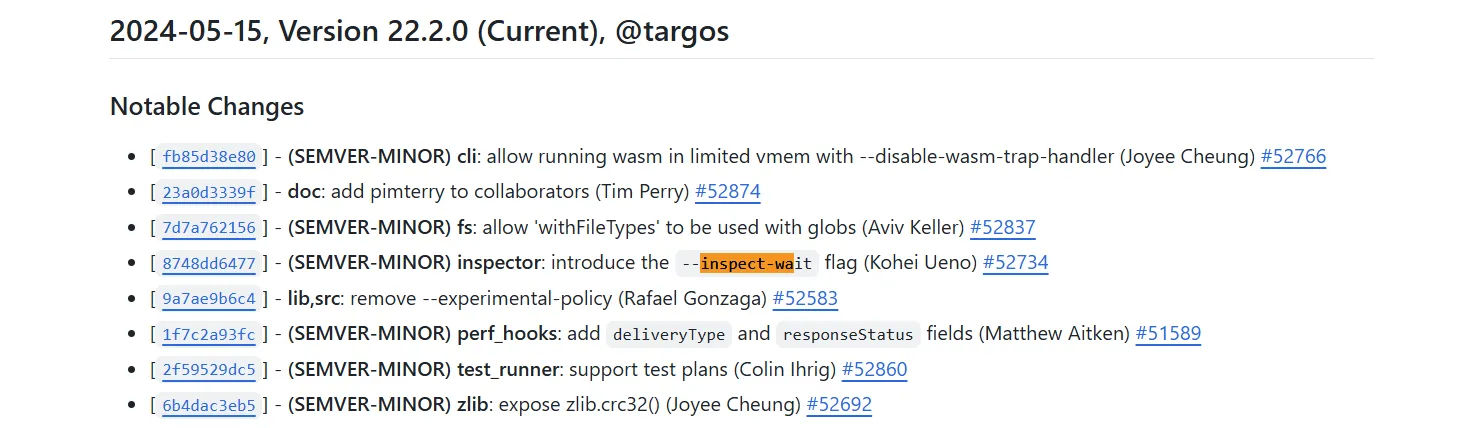 2024-05-15, Version 22.2.0 (Current), @targos
Notable Changes
• [fb85d38e80] - (SEMVER-MINOR) cli: allow running wasm in limited vmem with --disable-wasm-trap-handler (Joyee Cheung) #52766
• [23a0d3339f] - doc: add pimterry to collaborators (Tim Perry) #52874
• [7d7a762156] - (SEMVER-MINOR) fs: allow 'withFileTypes' to be used with globs (Aviv Keller) #52837
• [8748dd6477] - (SEMVER-MINOR) inspector: introduce the --inspect-wait flag (Kohei Ueno) #52734
• [9a7ae9b6c4] - lib,src: remove --experimental-policy (Rafael Gonzaga) #52583
• [1f7c2a93fc] - (SEMVER-MINOR) perf_hooks: add deliveryType and responseStatus fields (Matthew Aitken) #51589
• [2f59529dc5] - (SEMVER-MINOR) test_runner: support test plans (Colin Ihrig) #52860
• [6b4dac3eb5] - (SEMVER-MINOR) zlib: expose zlib.crc32() (Joyee Cheung) #52692